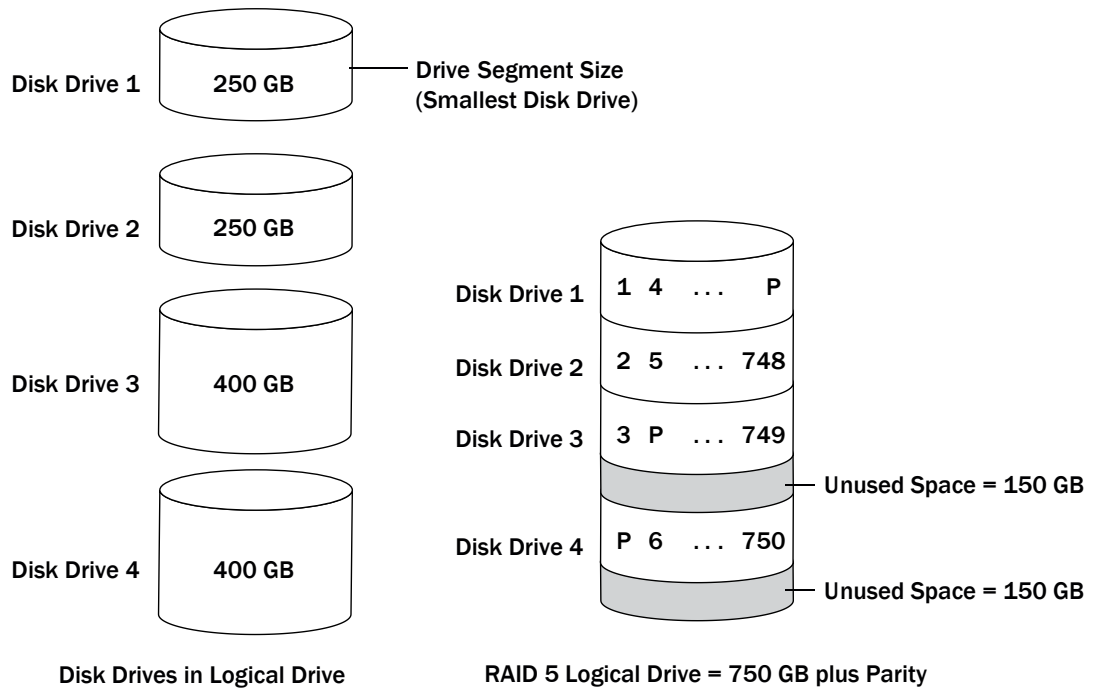 Disk Drive 1
250 GB
Drive Segment Size
(Smallest Disk Drive)
Disk Drive 2
250 GB
Disk Drive 3
400 GB
Disk Drive 4
400 GB
Disk Drives in Logical Drive
Disk Drive 1
1 4 ... P
Disk Drive 2
2 5 ... 748
Disk Drive 3
3 P ... 749
Unused Space = 150 GB
Disk Drive 4
P 6 ... 750
Unused Space = 150 GB
RAID 5 Logical Drive = 750 GB plus Parity